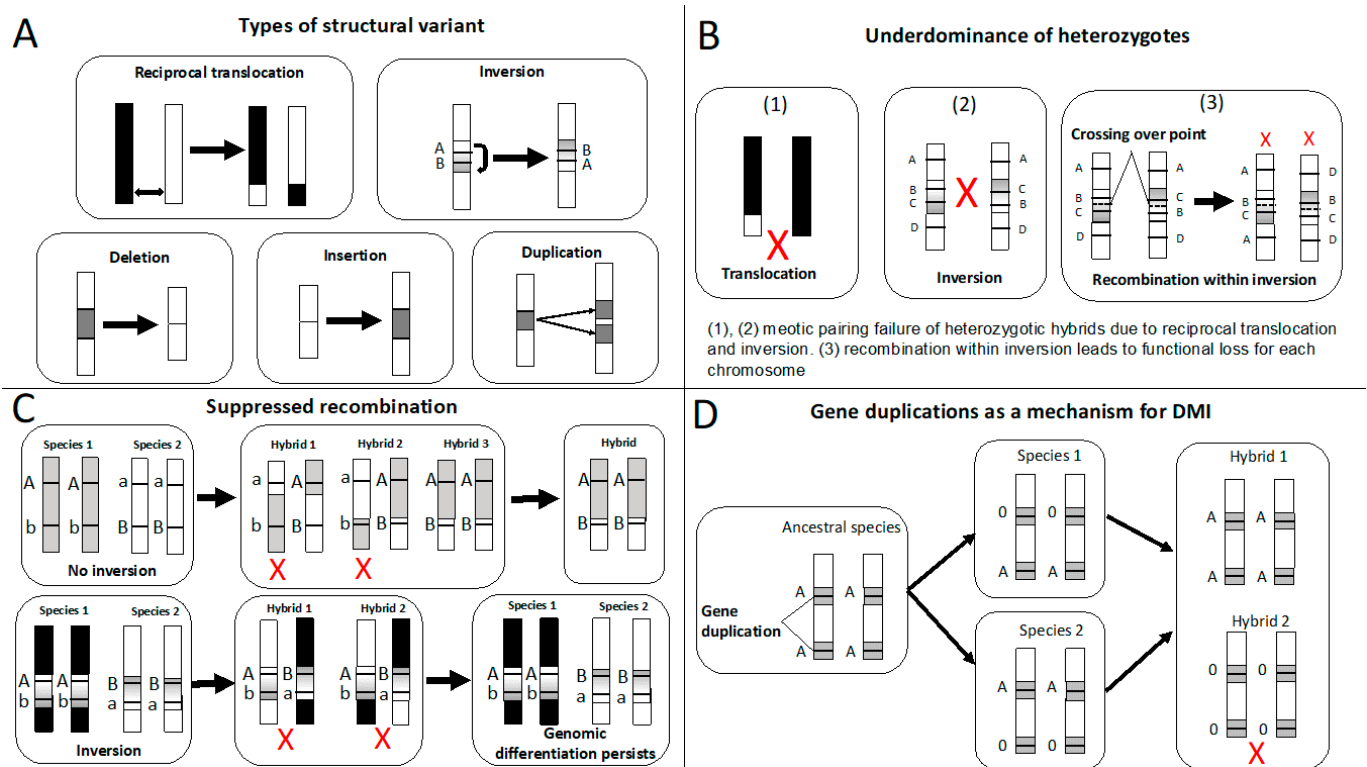 A
Types of structural variant
Reciprocal translocation
Inversion
A
B
B
A
Deletion
Insertion
Duplication
B
Underdominance of heterozygotes
(1)
X
Translocation
(2)
A
B
C
D
X
A
C
B
D
Inversion
(3)
Crossing over point
A
B
C
D
A
C
B
D
X
X
A
B
C
A
D
B
C
D
Recombination within inversion
(1), (2) meotic pairing failure of heterozygotic hybrids due to reciprocal translocation
and inversion. (3) recombination within inversion leads to functional loss for each
chromosome
C
Suppressed recombination
Species 1
Species 2
A
A
a
a
b
b
B
B
No inversion
Hybrid 1
Hybrid 2
Hybrid 3
a
A
a
A
A
A
b
B
b
B
B
B
X
X
Hybrid
A
A
B
B
Species 1
Species 2
A
A
B
B
b
b
a
a
Inversion
Hybrid 1
Hybrid 2
A
B
A
B
b
a
b
a
X
X
Species 1
Species 2
A
A
B
B
b
b
a
a
Genomic
differentiation persists
D
Gene duplications as a mechanism for DMI
Ancestral species
A
A
Gene
duplication
A
A
Species 1
0
0
A
A
Species 2
A
A
0
0
Hybrid 1
A
A
A
A
Hybrid 2
0
0
0
0
X